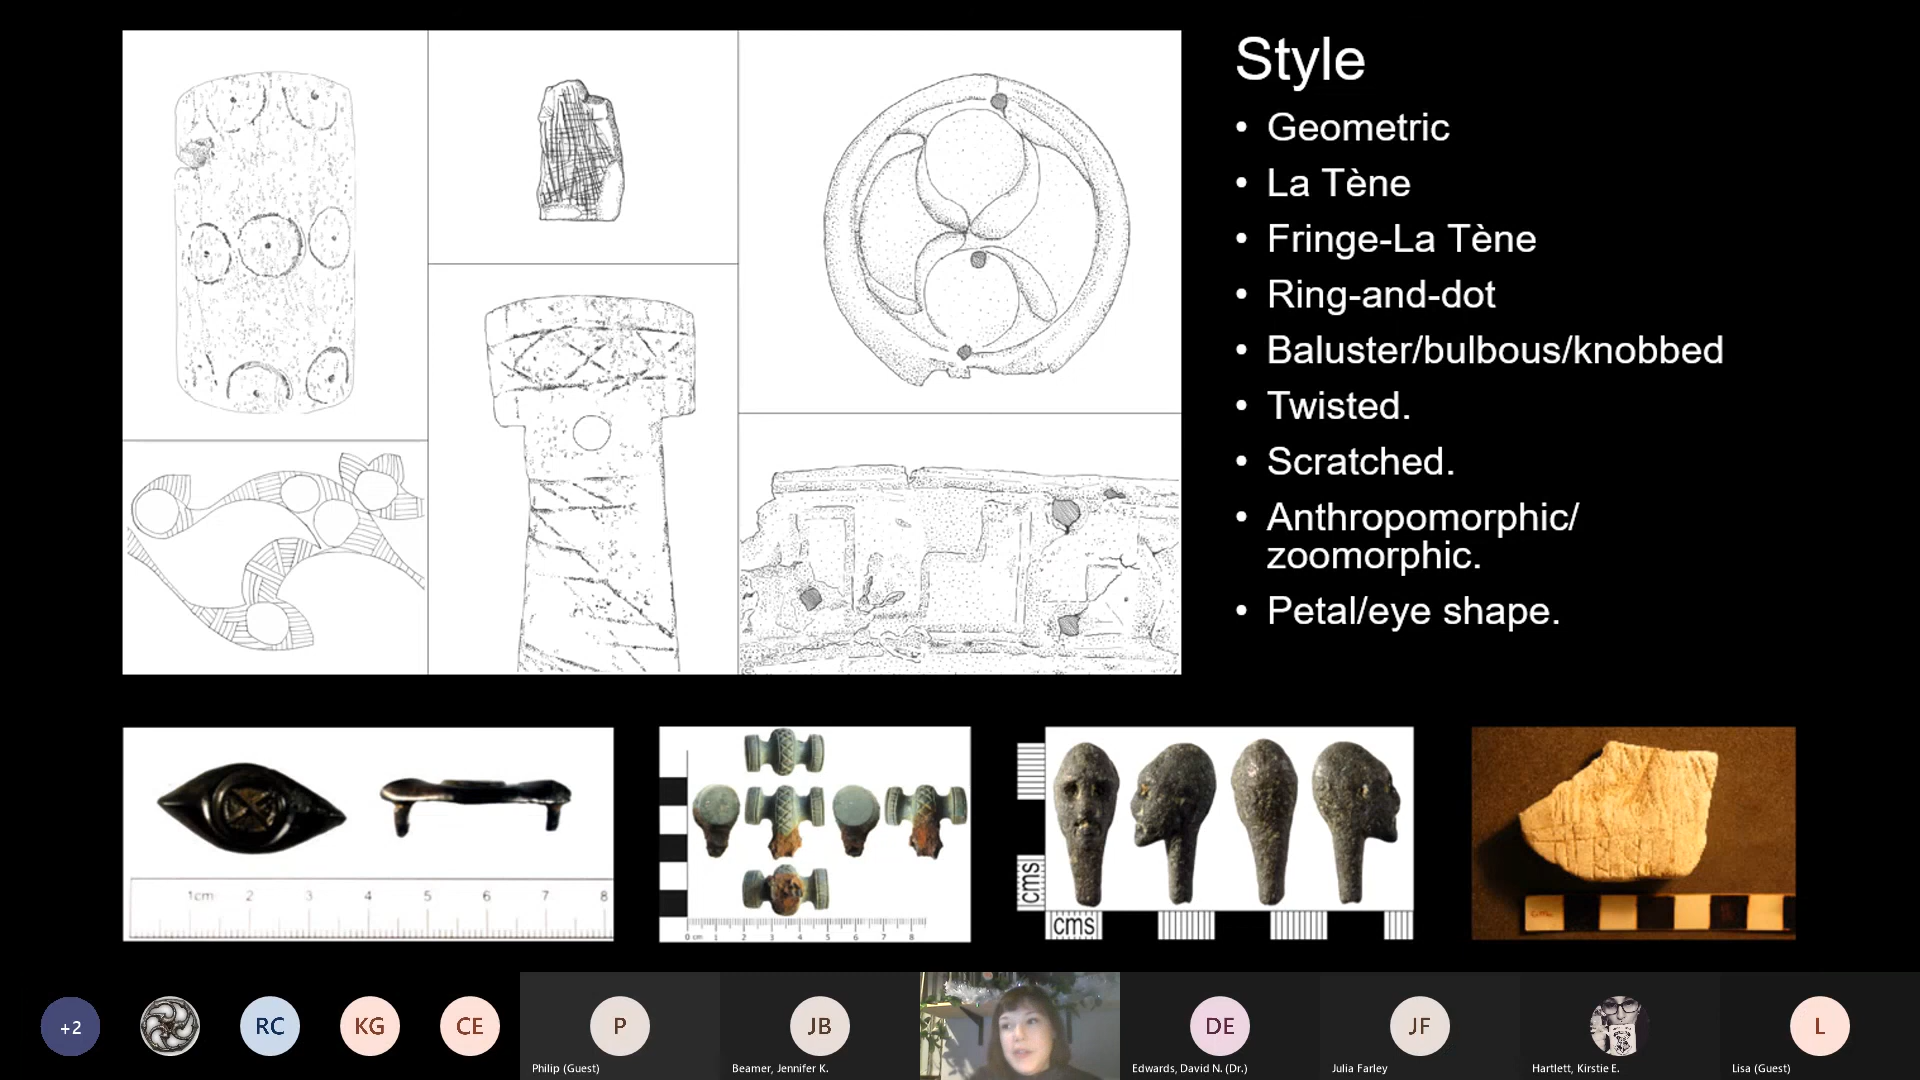 Style
• Geometric
• La Tène
• Fringe-La Tène
• Ring-and-dot
• Baluster/bulbous/knobbed
• Twisted.
• Scratched.
• Anthropomorphic/
zoomorphic.
• Petal/eye shape.
1cm 2 3 4 5 6 7 8
0 cm 1 2 3 4 5 6 7 8
cms
cms
+2
RC
KG
CE
P
JB
DE
JF
L
Philip (Guest)
Beamer, Jennifer K.
Edwards, David N. (Dr.)
Julia Farley
Hartlett, Kirstie E.
Lisa (Guest)